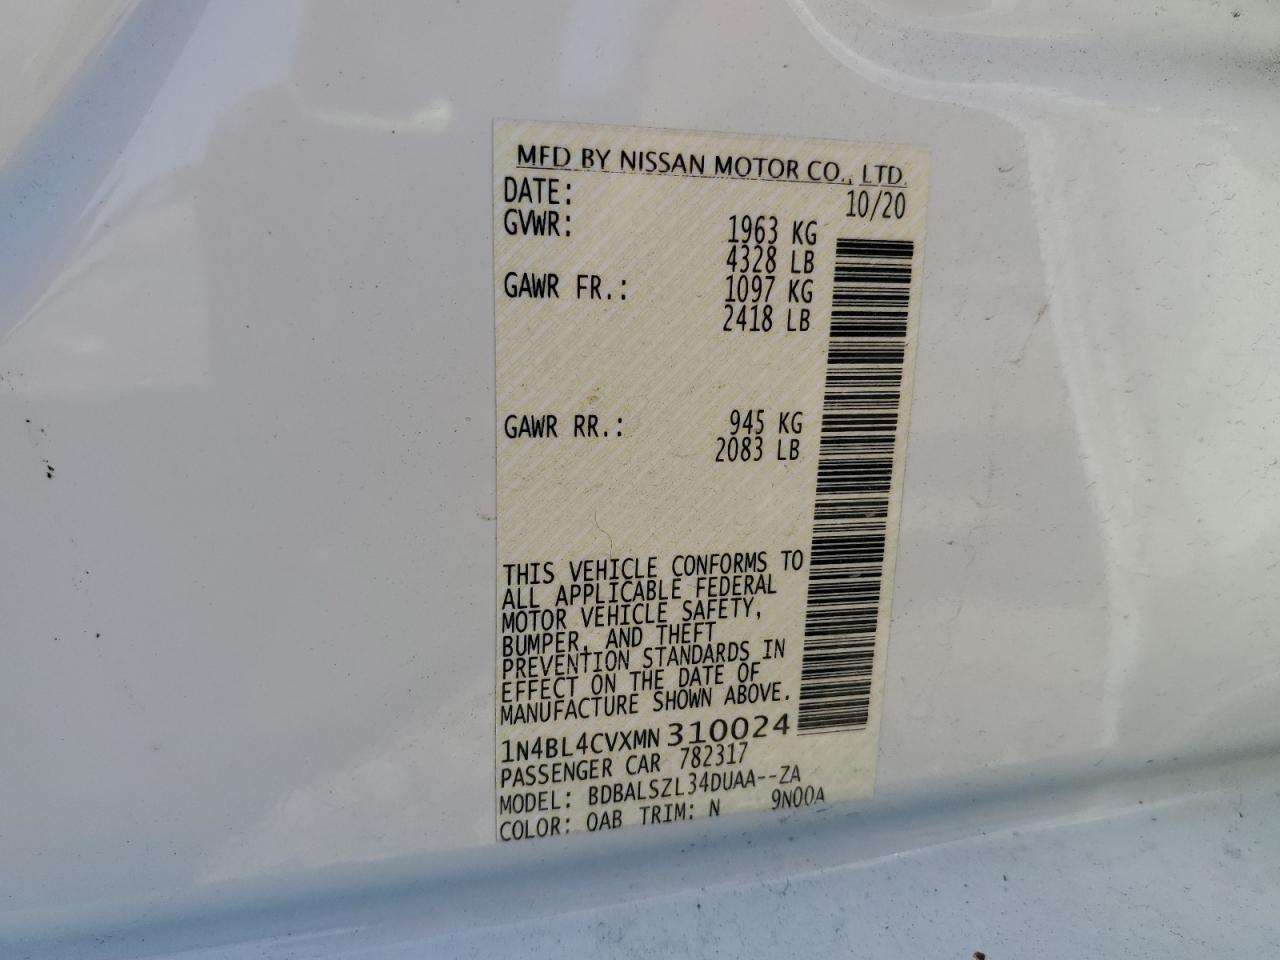 MFD BY NISSAN MOTOR CO., LTD.
DATE: 10/20
GVWR: 1963 KG
4328 LB
GAWR FR.: 1097 KG
2418 LB
GAWR RR.: 945 KG
2083 LB
THIS VEHICLE CONFORMS TO
ALL APPLICABLE FEDERAL
MOTOR VEHICLE SAFETY,
BUMPER, AND THEFT
PREVENTION STANDARDS IN
EFFECT ON THE DATE OF
MANUFACTURE SHOWN ABOVE.
1N4BL4CVXMN310024
PASSENGER CAR 782317
MODEL: BDBALSZL34DUAA--ZA
COLOR: QAB TRIM: N 9N00A